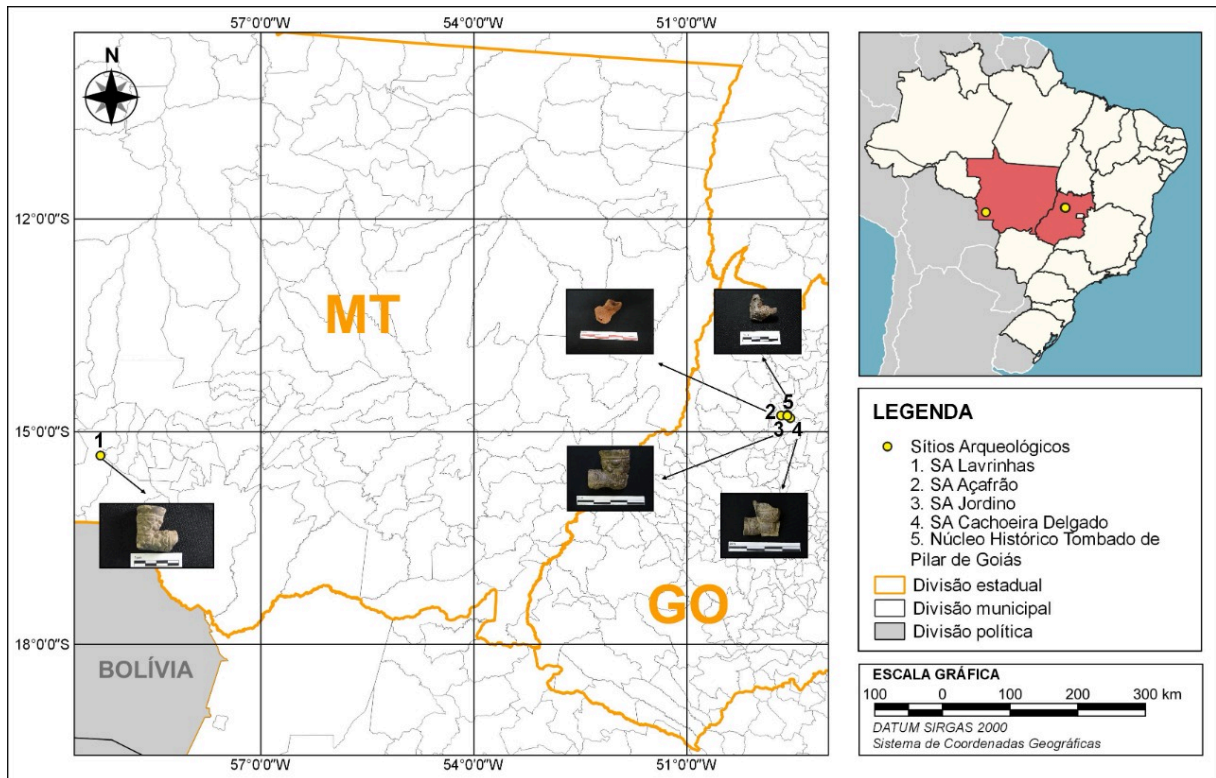 57°0'0"W 54°0'0"W 51°0'0"W
N
12°0'0"S
MT
15°0'0"S
1
2
3
4
5
GO
18°0'0"S
BOLÍVIA
57°0'0"W 54°0'0"W 51°0'0"W
LEGENDA
Sítios Arqueológicos
1. SA Lavrinhas
2. SA Açafrão
3. SA Jordino
4. SA Cachoeira Delgado
5. Núcleo Histórico Tombado de
Pilar de Goiás
Divisão estadual
Divisão municipal
Divisão política
ESCALA GRÁFICA
100 0 100 200 300 km
DATUM SIRGAS 2000
Sistema de Coordenadas Geográficas